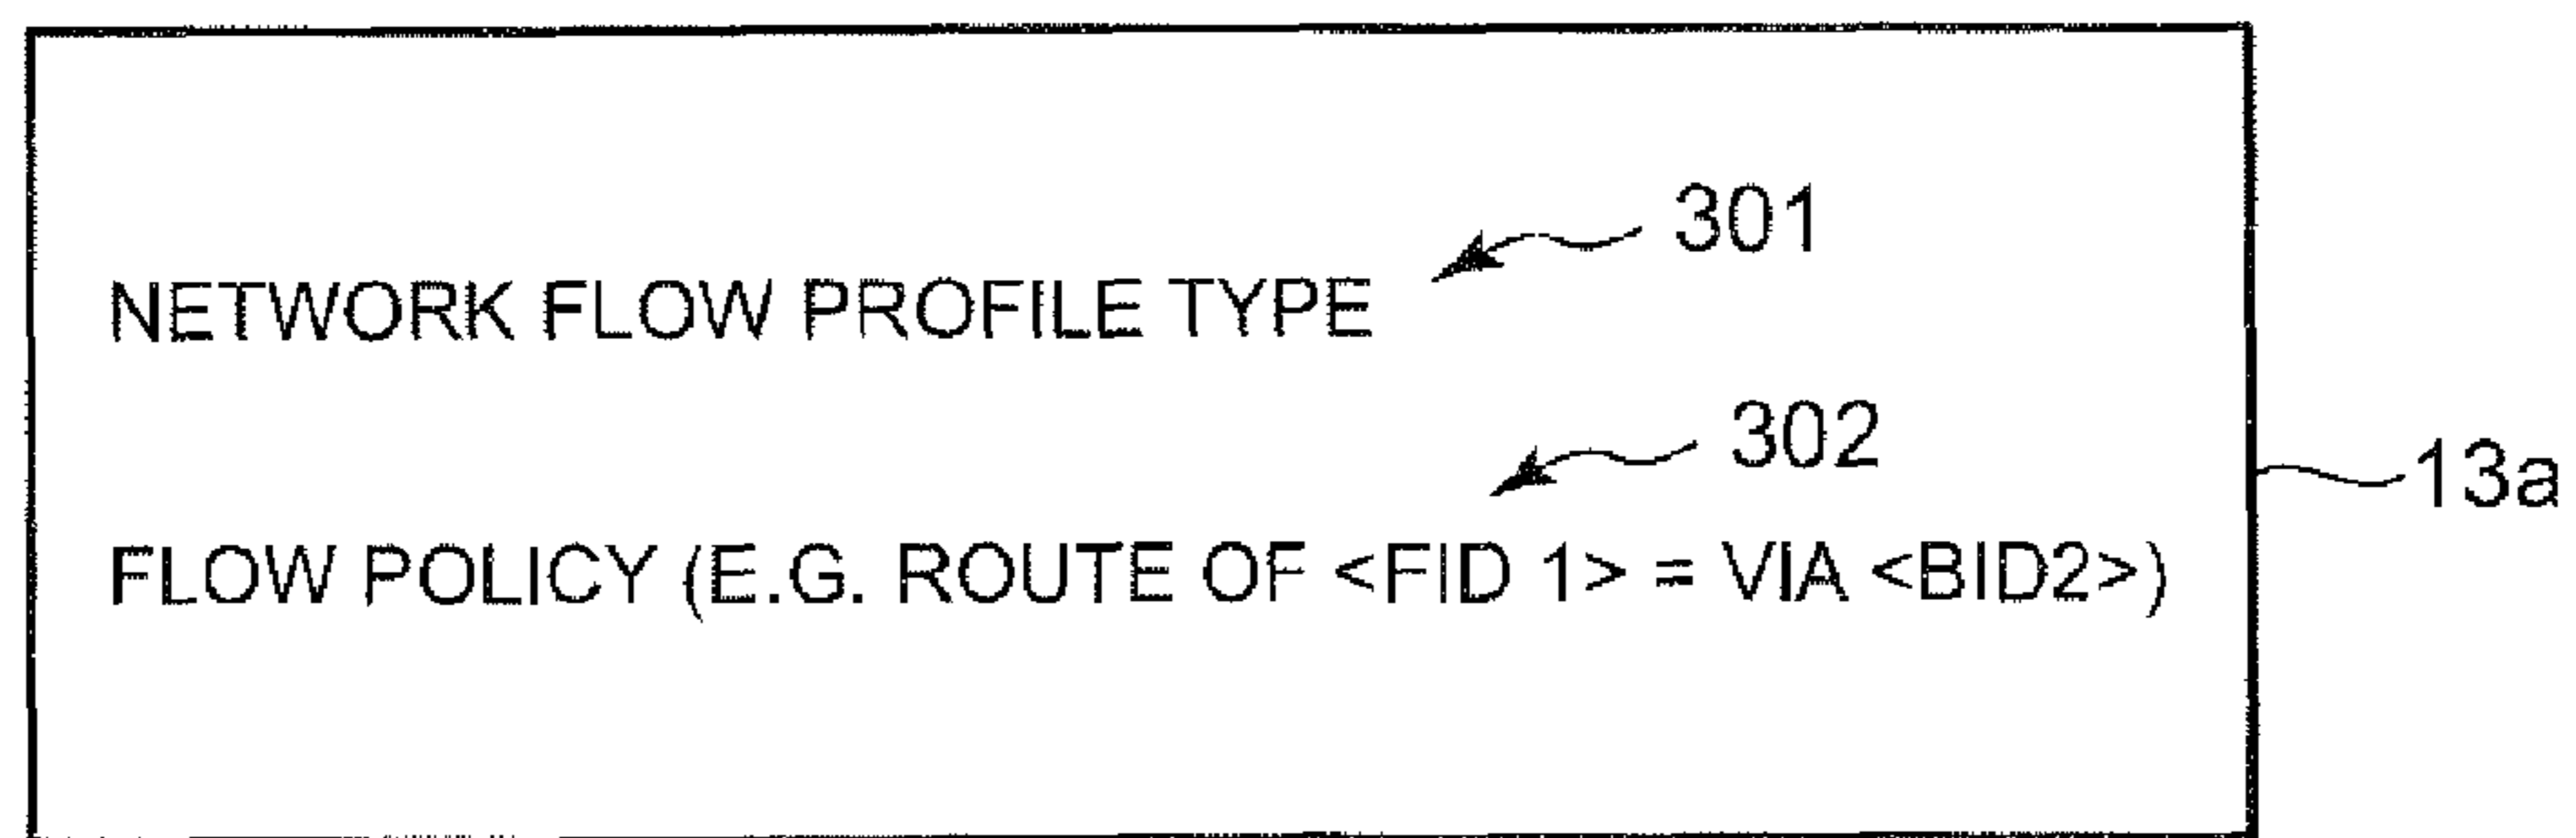 301
NETWORK FLOW PROFILE TYPE
302
13a
FLOW POLICY (E.G. ROUTE OF <FID 1> = VIA <BID2>)